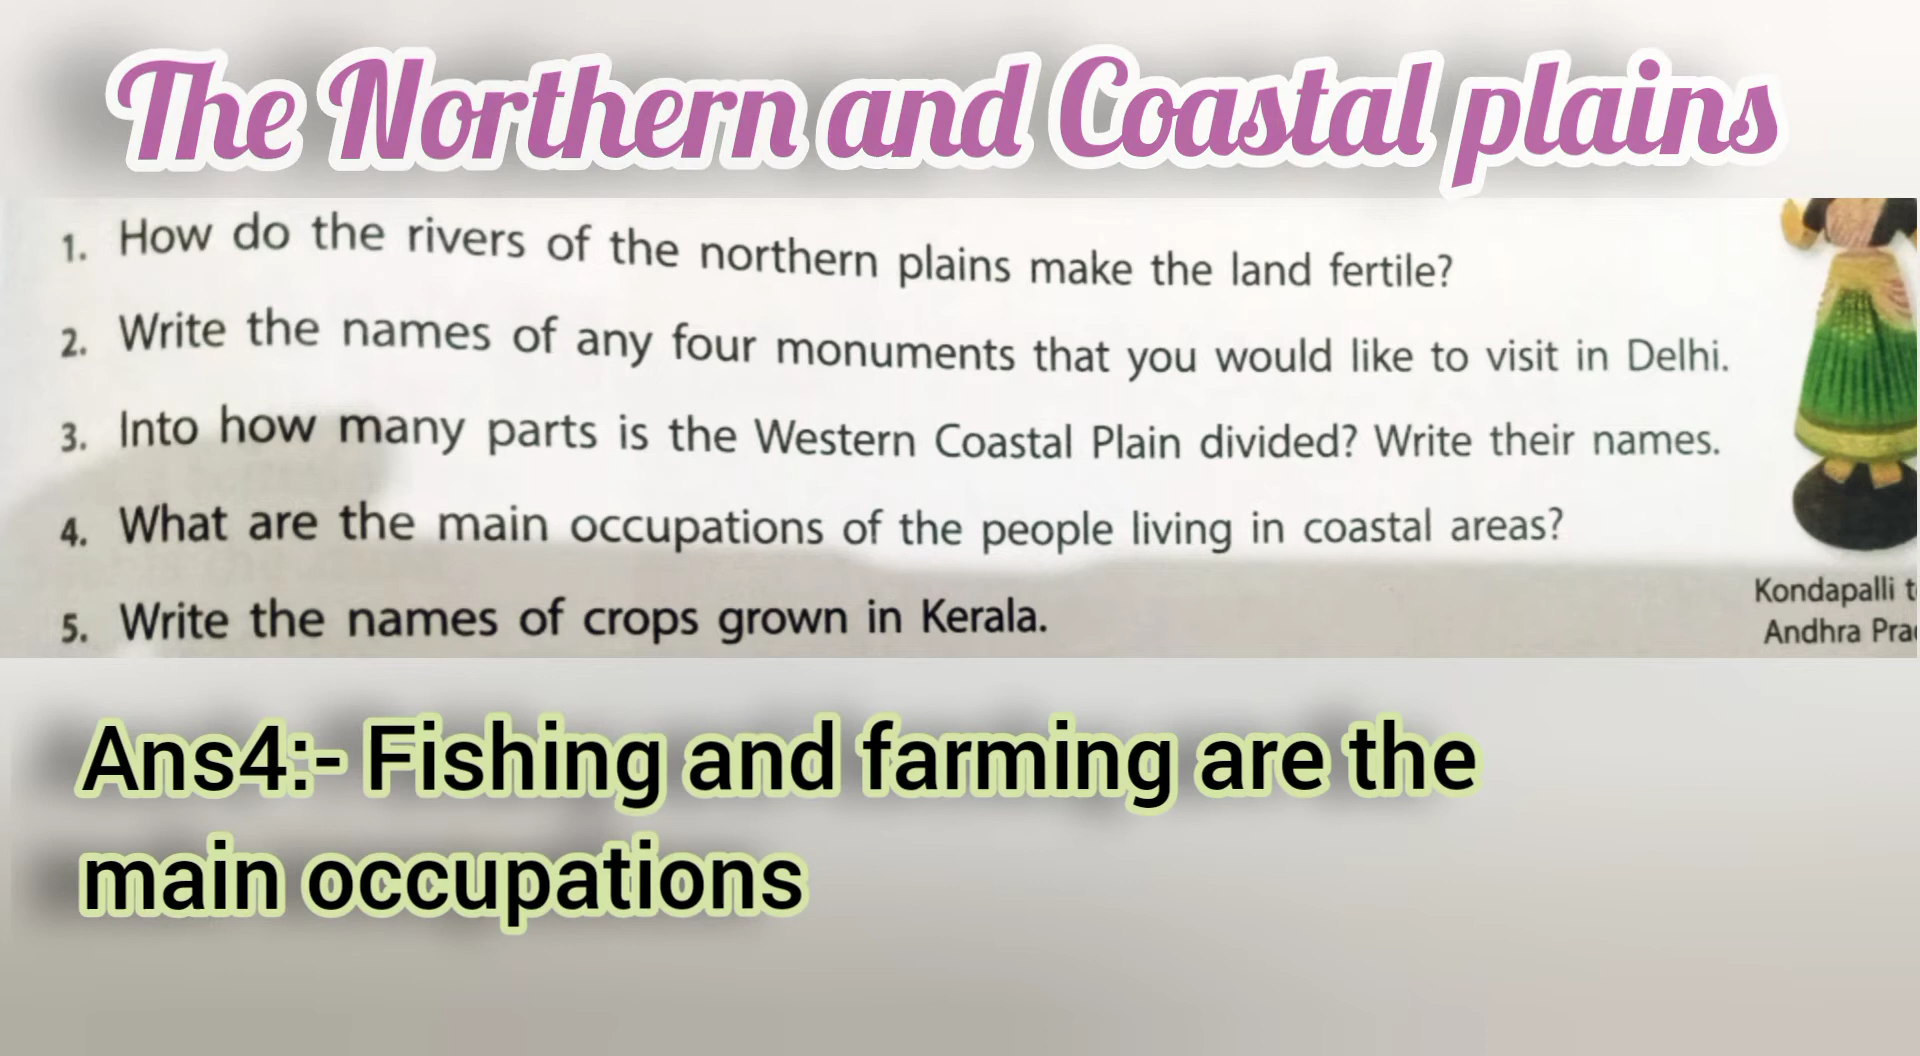 The Northern and Coastal plains
1. How do the rivers of the northern plains make the land fertile?
2. Write the names of any four monuments that you would like to visit in Delhi.
3. Into how many parts is the Western Coastal Plain divided? Write their names.
4. What are the main occupations of the people living in coastal areas?
5. Write the names of crops grown in Kerala.
Kondapalli
Andhra
Ans4:- Fishing and farming are the
main occupations